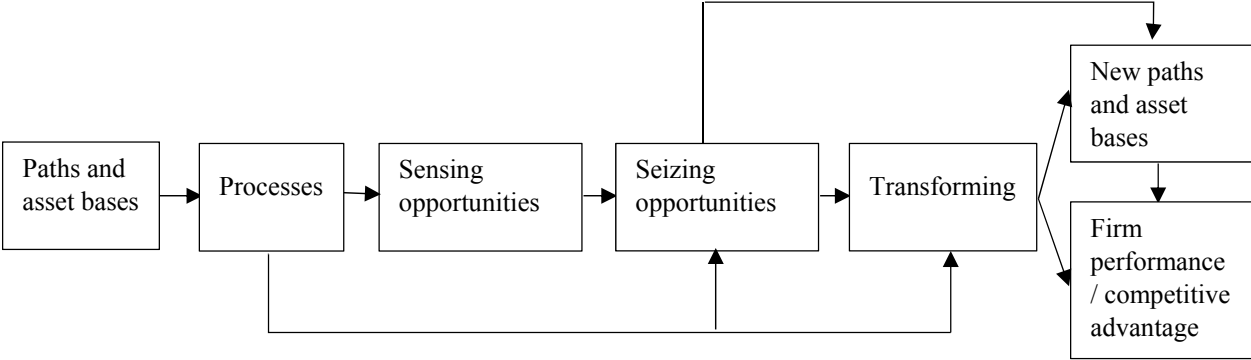 Paths and
asset bases
Processes
Sensing
opportunities
Seizing
opportunities
Transforming
New paths
and asset
bases
Firm
performance
/ competitive
advantage